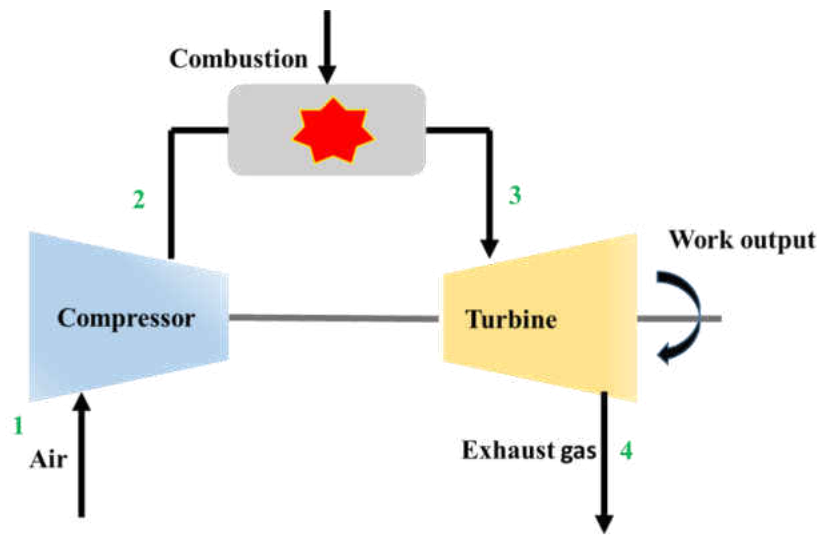 Combustion
2
3
Work output
Compressor
Turbine
1
Air
Exhaust gas
4